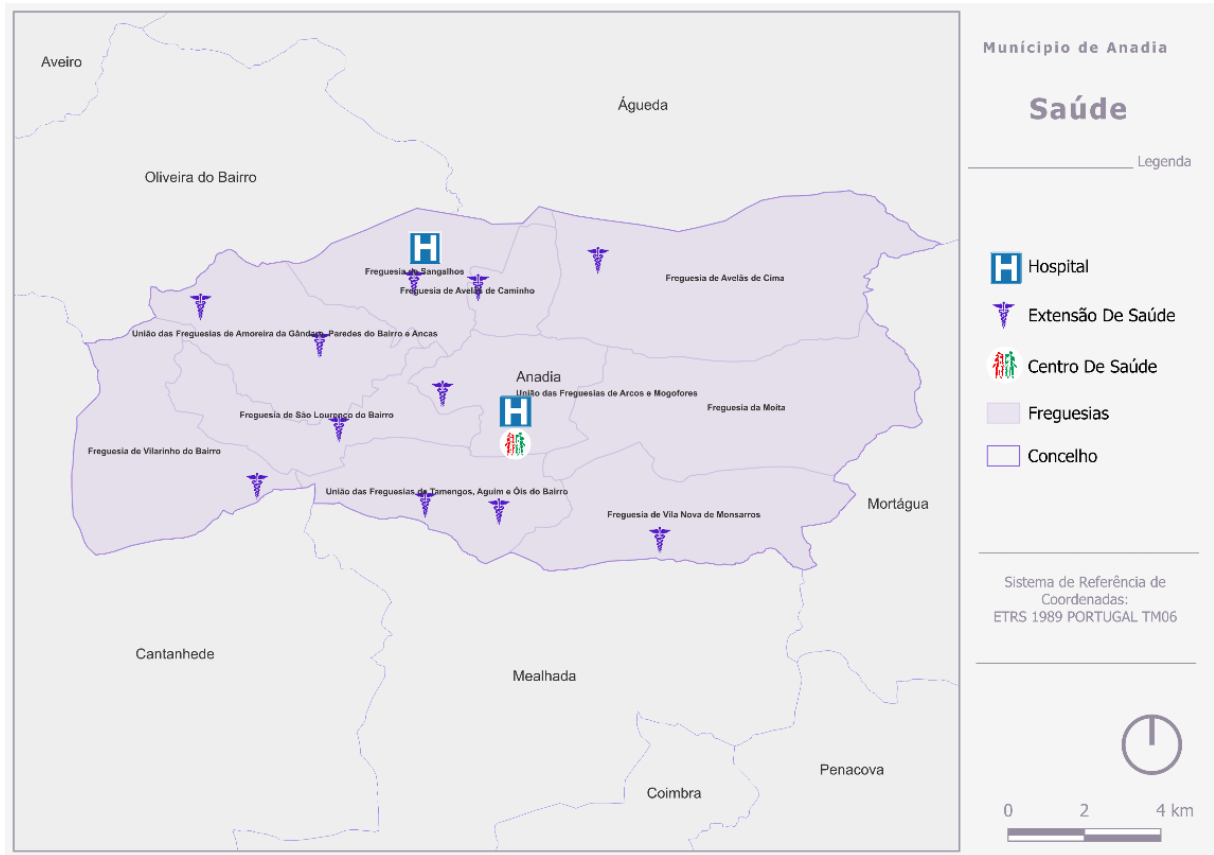 Munícipio de Anadia
Saúde
Legenda
Hospital
Extensão De Saúde
Centro De Saúde
Freguesias
Concelho
Sistema de Referência de
Coordenadas:
ETRS 1989 PORTUGAL TM06
0 2 4 km
Aveiro
Águeda
Oliveira do Bairro
Freguesia de Sangalhos
Freguesia de Avelãs de Cima
Freguesia de Avelãs de Caminho
União das Freguesias de Amoreira da Gândara, Paredes do Bairro e Ancas
Anadia
União das Freguesias de Arcos e Mogofores
Freguesia da Moita
Freguesia de São Lourenço do Bairro
Freguesia de Vilarinho do Bairro
União das Freguesias de Tamengos, Aguim e Óis do Bairro
Mortágua
Freguesia de Vila Nova de Monsarros
Cantanhede
Mealhada
Penacova
Coimbra